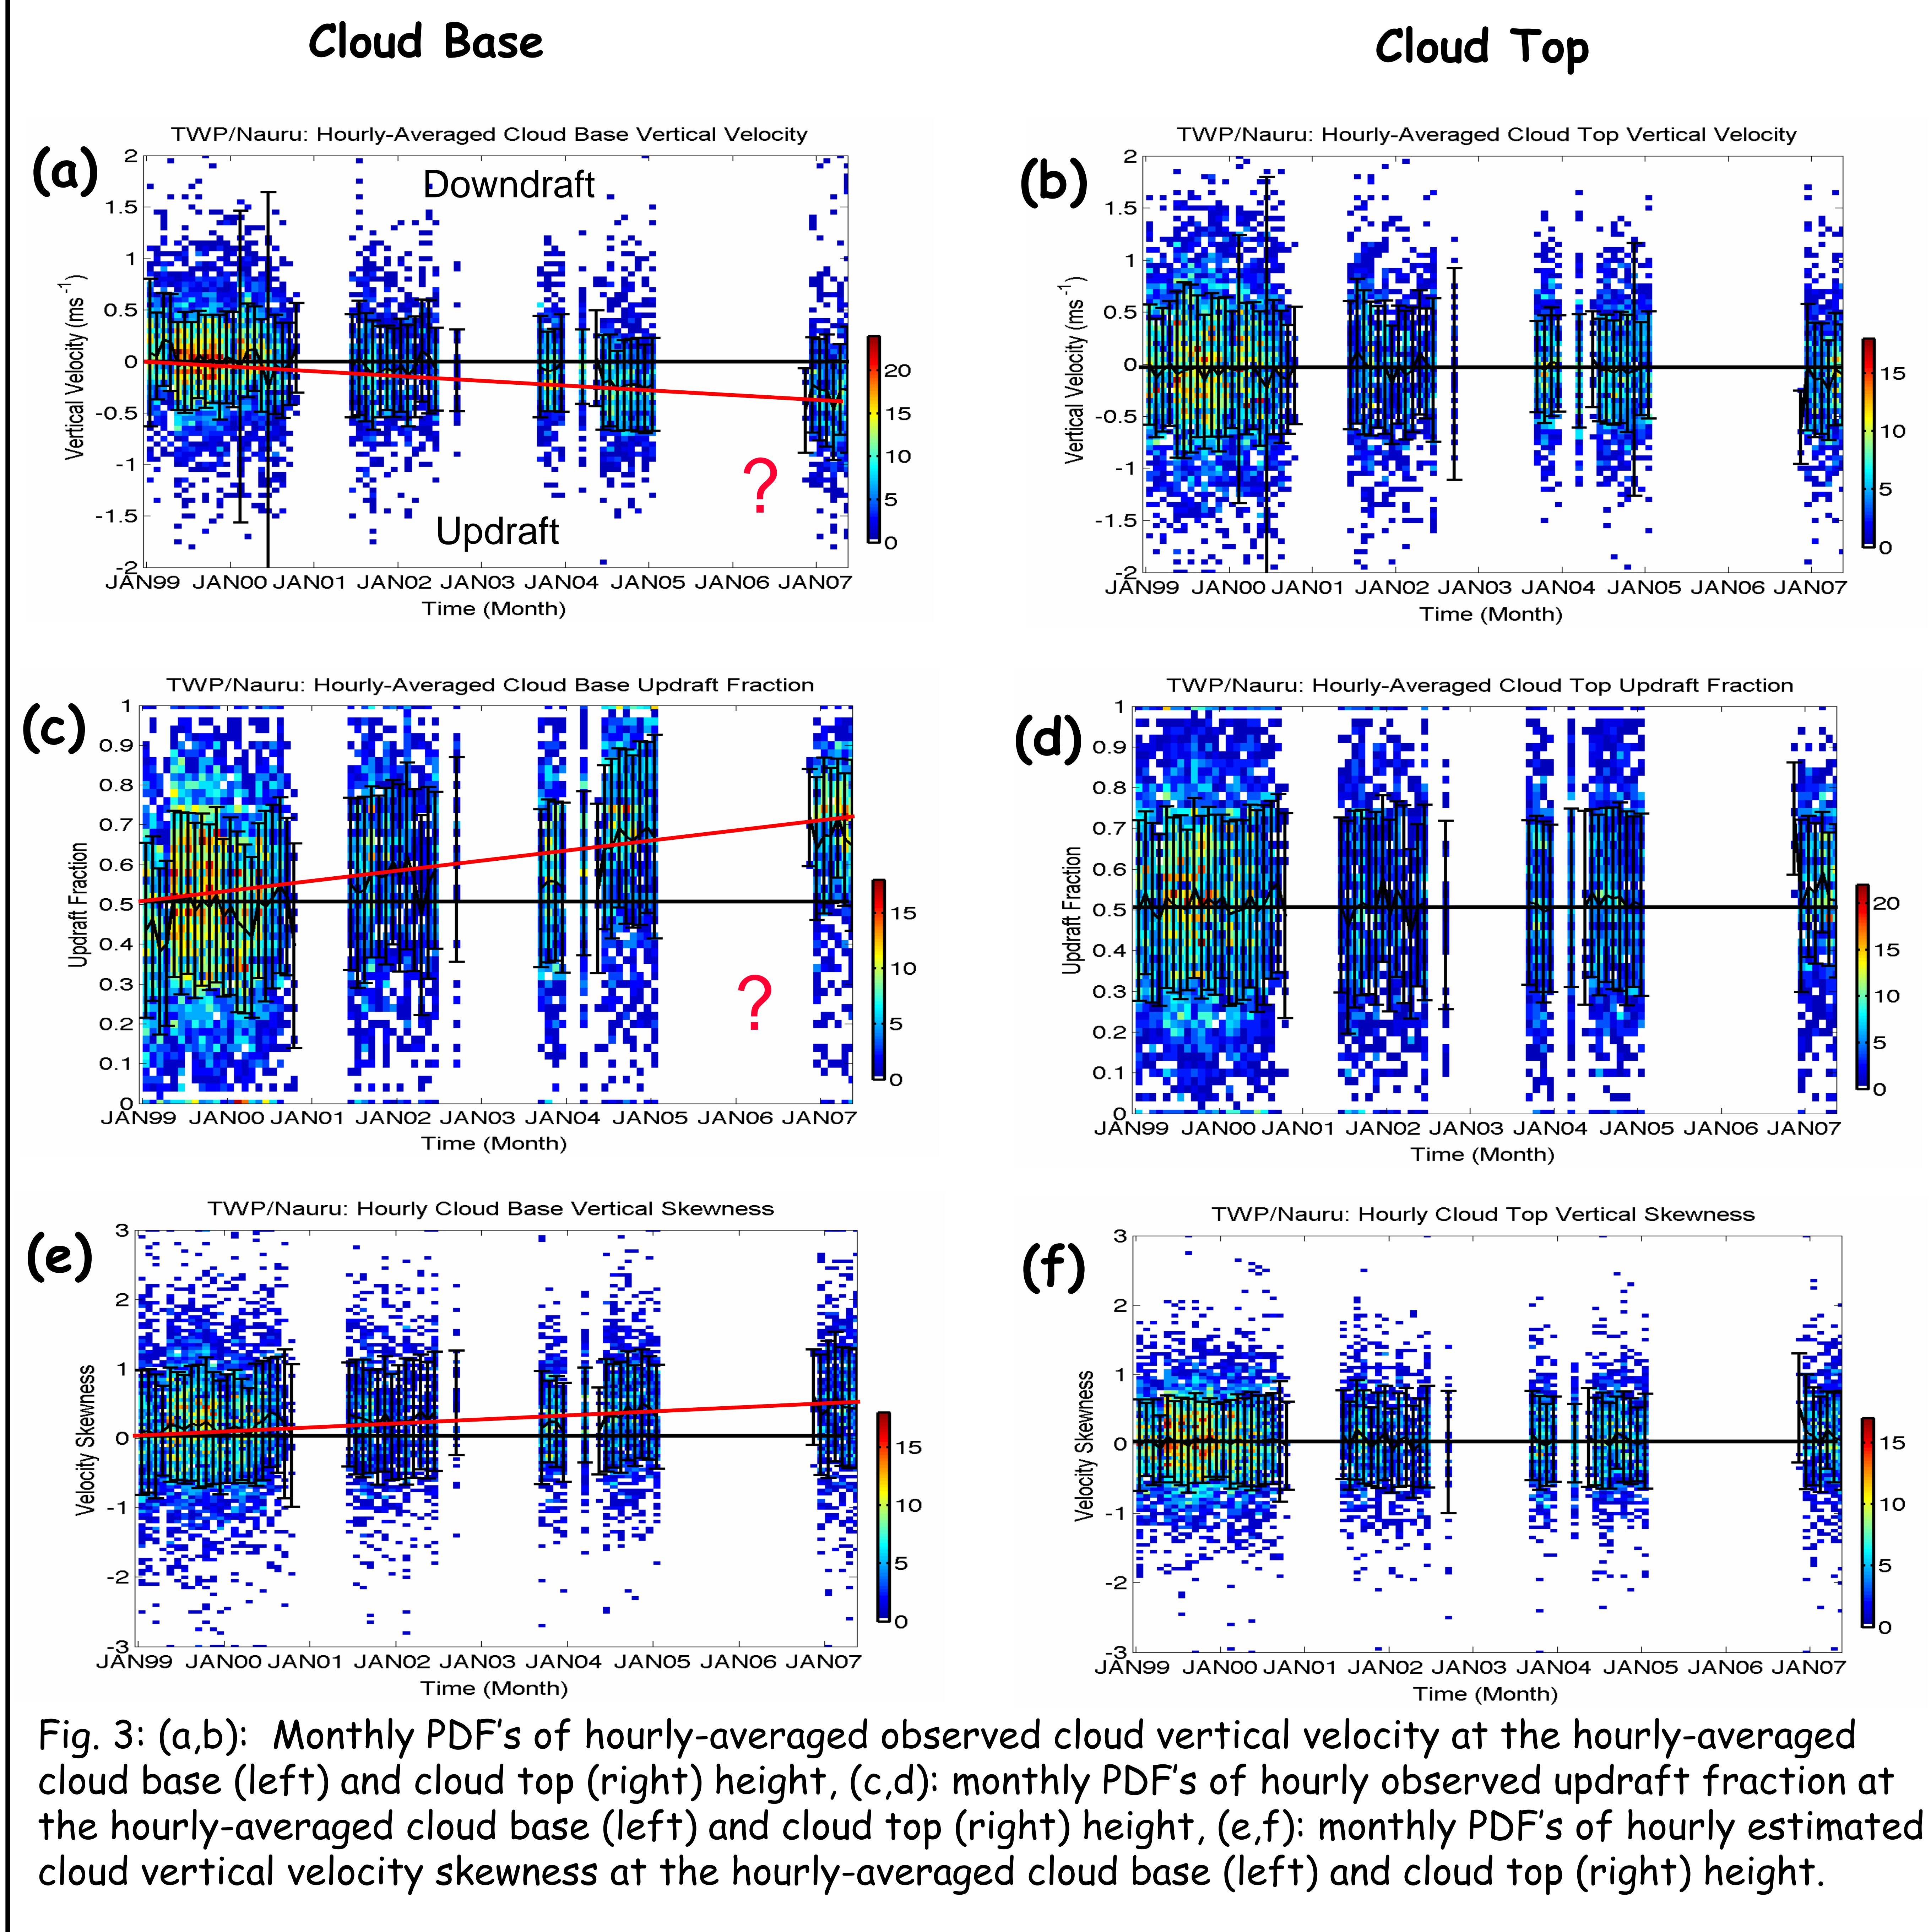 Cloud Base
Cloud Top
(a)
TWP/Nauru: Hourly-Averaged Cloud Base Vertical Velocity
Vertical Velocity (ms⁻¹)
2
1.5
1
0.5
0
-0.5
-1
-1.5
-2
Downdraft
Updraft
?
JAN99 JAN00 JAN01 JAN02 JAN03 JAN04 JAN05 JAN06 JAN07
Time (Month)
20
15
10
5
0
(b)
TWP/Nauru: Hourly-Averaged Cloud Top Vertical Velocity
Vertical Velocity (ms⁻¹)
2
1.5
1
0.5
0
-0.5
-1
-1.5
-2
JAN99 JAN00 JAN01 JAN02 JAN03 JAN04 JAN05 JAN06 JAN07
Time (Month)
15
10
5
0
(c)
TWP/Nauru: Hourly-Averaged Cloud Base Updraft Fraction
Updraft Fraction
1
0.9
0.8
0.7
0.6
0.5
0.4
0.3
0.2
0.1
0
?
JAN99 JAN00 JAN01 JAN02 JAN03 JAN04 JAN05 JAN06 JAN07
Time (Month)
15
10
5
0
(d)
TWP/Nauru: Hourly-Averaged Cloud Top Updraft Fraction
Updraft Fraction
1
0.9
0.8
0.7
0.6
0.5
0.4
0.3
0.2
0.1
0
JAN99 JAN00 JAN01 JAN02 JAN03 JAN04 JAN05 JAN06 JAN07
Time (Month)
20
15
10
5
0
(e)
TWP/Nauru: Hourly Cloud Base Vertical Skewness
Velocity Skewness
3
2
1
0
-1
-2
-3
JAN99 JAN00 JAN01 JAN02 JAN03 JAN04 JAN05 JAN06 JAN07
Time (Month)
15
10
5
0
(f)
TWP/Nauru: Hourly Cloud Top Vertical Skewness
Velocity Skewness
3
2
1
0
-1
-2
-3
JAN99 JAN00 JAN01 JAN02 JAN03 JAN04 JAN05 JAN06 JAN07
Time (Month)
15
10
5
0
Fig. 3: (a,b): Monthly PDF's of hourly-averaged observed cloud vertical velocity at the hourly-averaged
cloud base (left) and cloud top (right) height, (c,d): monthly PDF's of hourly observed updraft fraction at
the hourly-averaged cloud base (left) and cloud top (right) height, (e,f): monthly PDF's of hourly estimated
cloud vertical velocity skewness at the hourly-averaged cloud base (left) and cloud top (right) height.